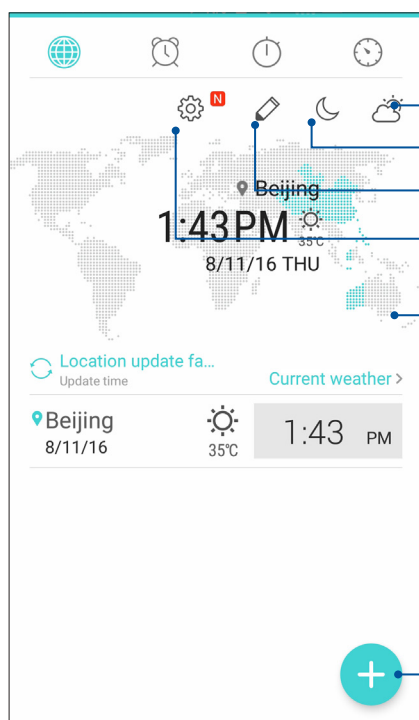 N
Beijing
1:43PM
35°C
8/11/16 THU
Location update fa...
Update time
Current weather >
Beijing
8/11/16
35°C
1:43 PM